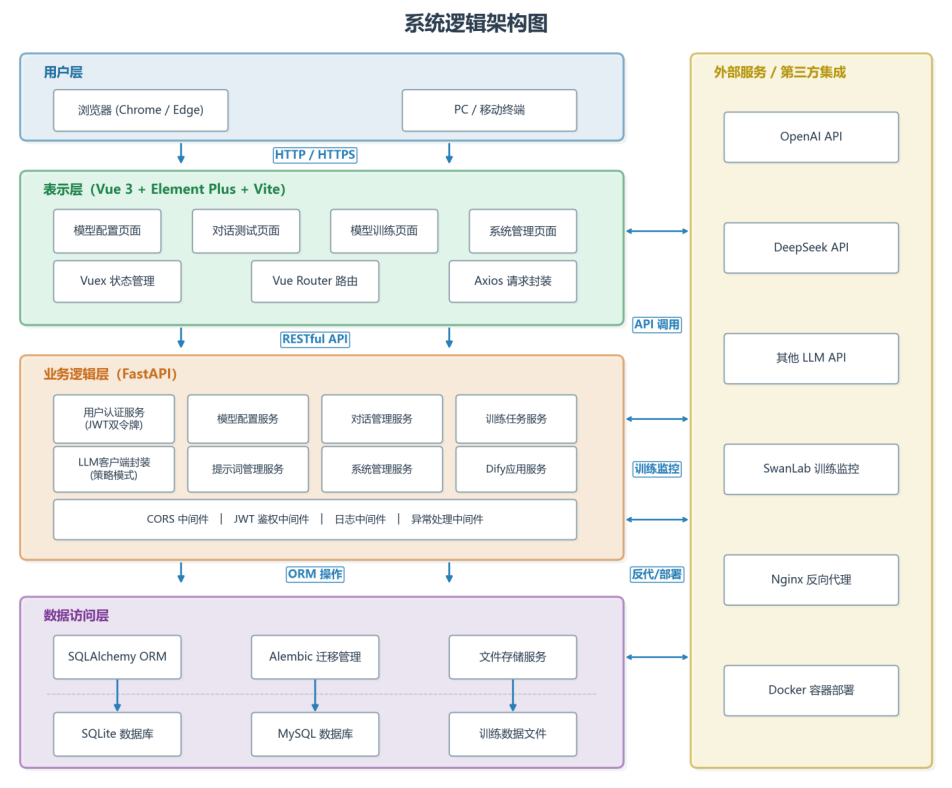 系统逻辑架构图
用户层
浏览器 (Chrome / Edge)
PC / 移动终端
HTTP / HTTPS
表示层（Vue 3 + Element Plus + Vite）
模型配置页面
对话测试页面
模型训练页面
系统管理页面
Vuex 状态管理
Vue Router 路由
Axios 请求封装
RESTful API
业务逻辑层（FastAPI）
用户认证服务
(JWT双令牌)
模型配置服务
对话管理服务
训练任务服务
LLM客户端封装
(策略模式)
提示词管理服务
系统管理服务
Dify应用服务
CORS 中间件 | JWT 鉴权中间件 | 日志中间件 | 异常处理中间件
ORM 操作
数据访问层
SQLAlchemy ORM
Alembic 迁移管理
文件存储服务
SQLite 数据库
MySQL 数据库
训练数据文件
API 调用
训练监控
反代/部署
外部服务 / 第三方集成
OpenAI API
DeepSeek API
其他 LLM API
SwanLab 训练监控
Nginx 反向代理
Docker 容器部署